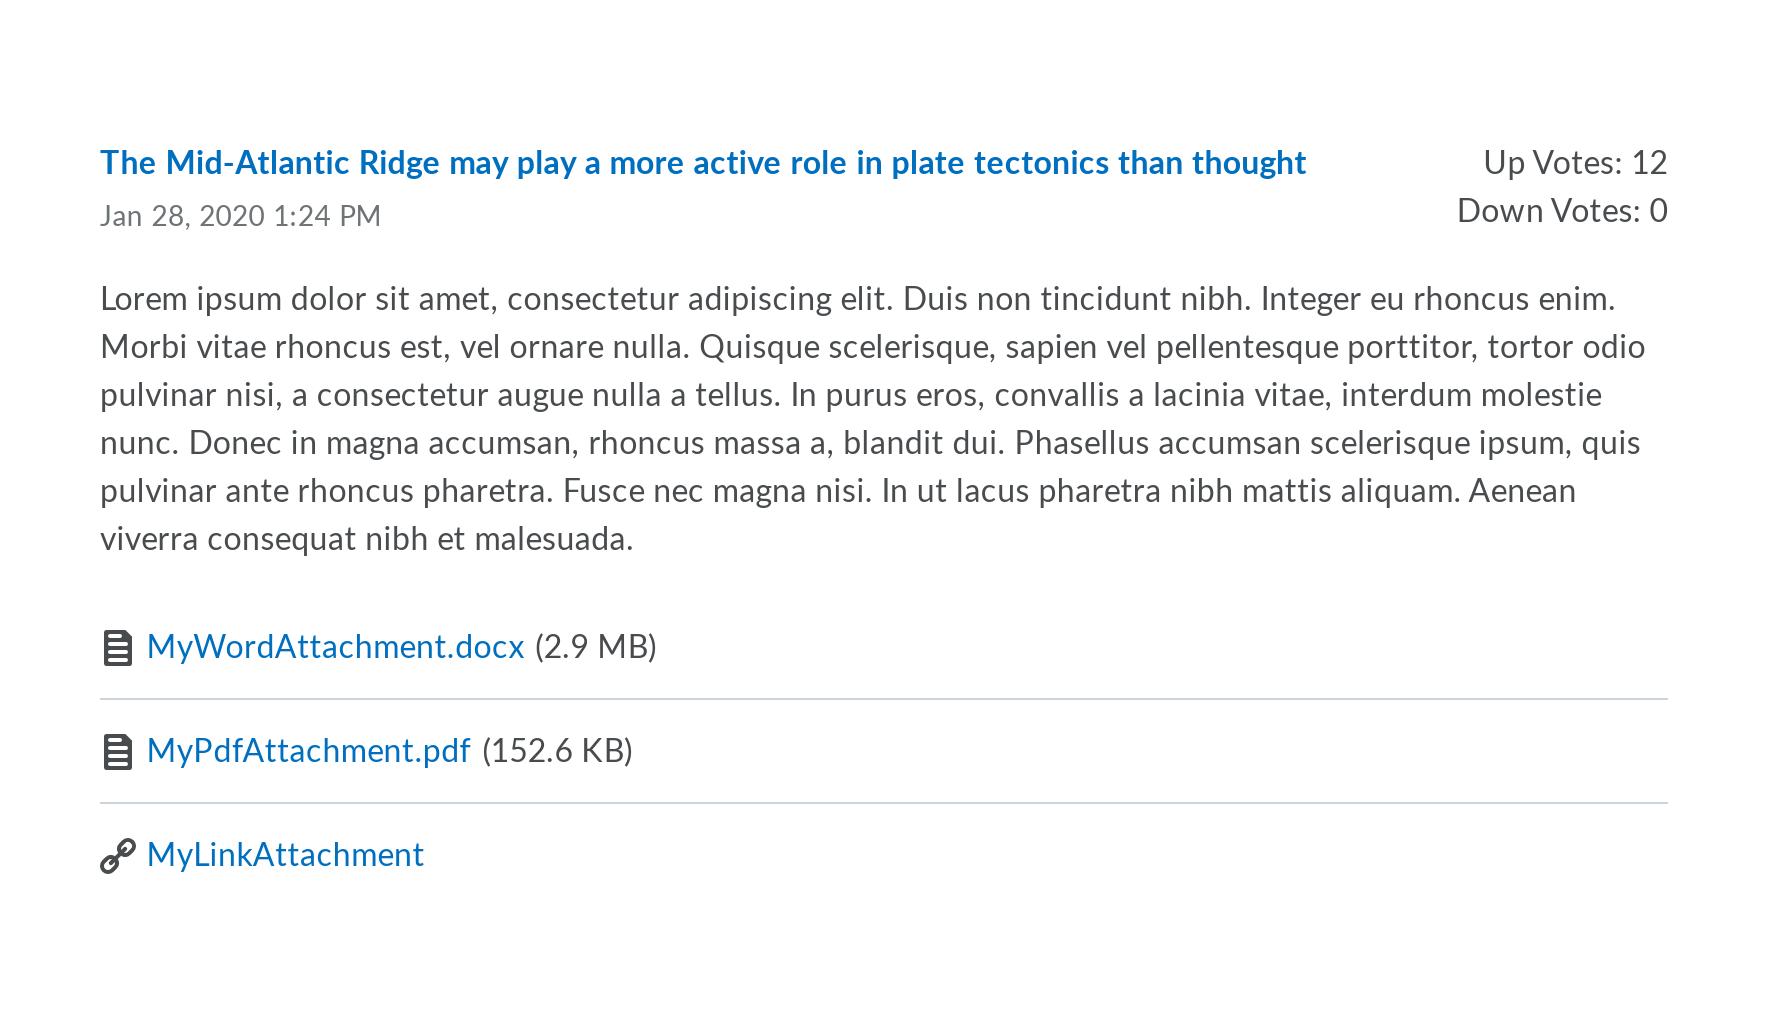 The Mid-Atlantic Ridge may play a more active role in plate tectonics than thought
Up Votes: 12
Jan 28, 2020 1:24 PM
Down Votes: 0
Lorem ipsum dolor sit amet, consectetur adipiscing elit. Duis non tincidunt nibh. Integer eu rhoncus enim.
Morbi vitae rhoncus est, vel ornare nulla. Quisque scelerisque, sapien vel pellentesque porttitor, tortor odio
pulvinar nisi, a consectetur augue nulla a tellus. In purus eros, convallis a lacinia vitae, interdum molestie
nunc. Donec in magna accumsan, rhoncus massa a, blandit dui. Phasellus accumsan scelerisque ipsum, quis
pulvinar ante rhoncus pharetra. Fusce nec magna nisi. In ut lacus pharetra nibh mattis aliquam. Aenean
viverra consequat nibh et malesuada.
MyWordAttachment.docx (2.9 MB)
MyPdfAttachment.pdf (152.6 KB)
MyLinkAttachment